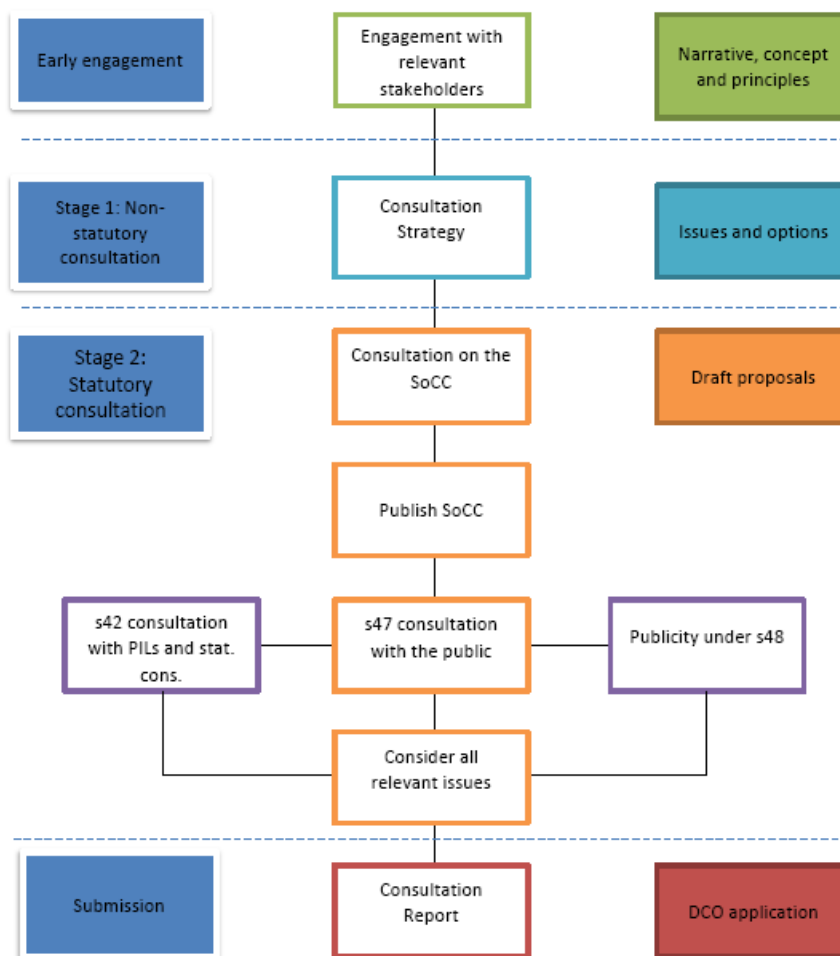 Early engagement
Engagement with
relevant
stakeholders
Narrative, concept
and principles
Stage 1: Non-
statutory
consultation
Consultation
Strategy
Issues and options
Stage 2:
Statutory
consultation
Consultation on the
SoCC
Draft proposals
Publish SoCC
s42 consultation
with PILs and stat.
cons.
s47 consultation
with the public
Publicity under s48
Consider all
relevant issues
Submission
Consultation
Report
DCO application